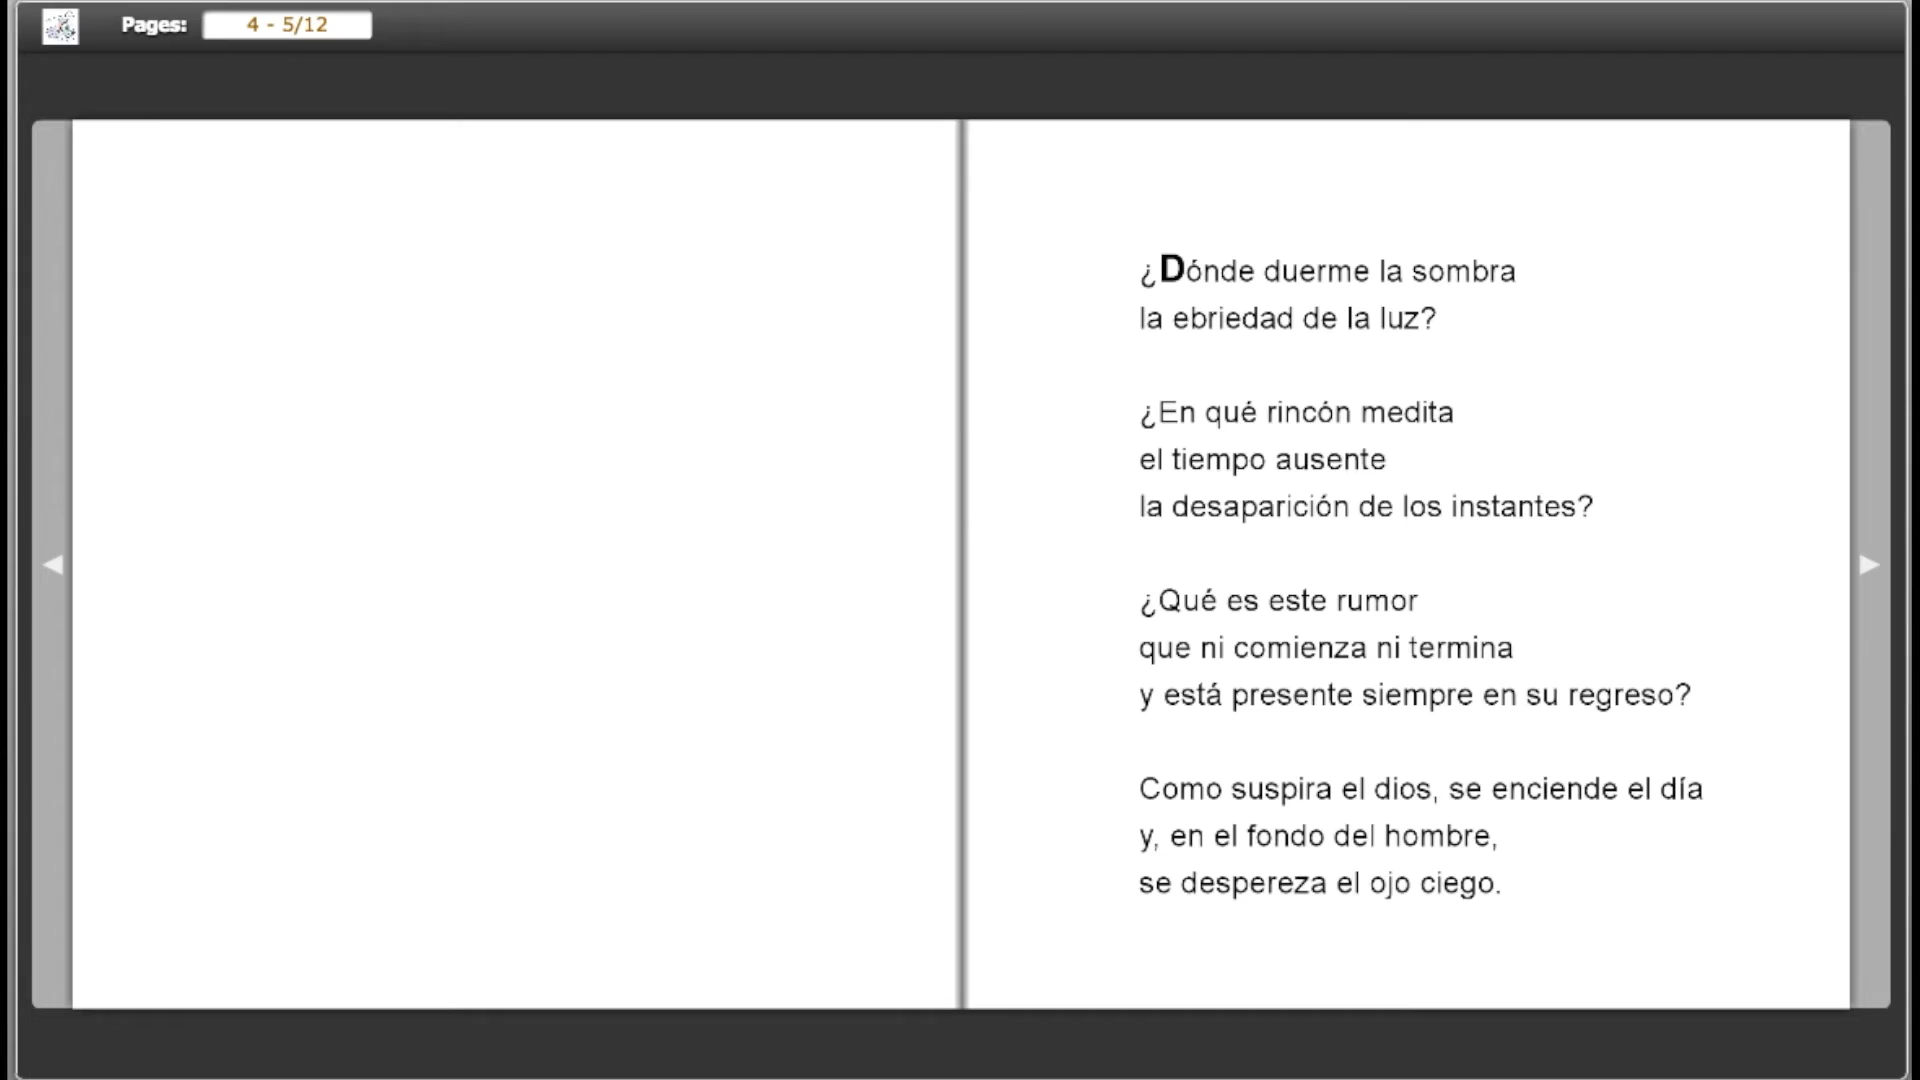 Pages: 4 - 5/12
¿Dónde duerme la sombra
la ebriedad de la luz?
¿En qué rincón medita
el tiempo ausente
la desaparición de los instantes?
¿Qué es este rumor
que ni comienza ni termina
y está presente siempre en su regreso?
Como suspira el dios, se enciende el día
y, en el fondo del hombre,
se despereza el ojo ciego.